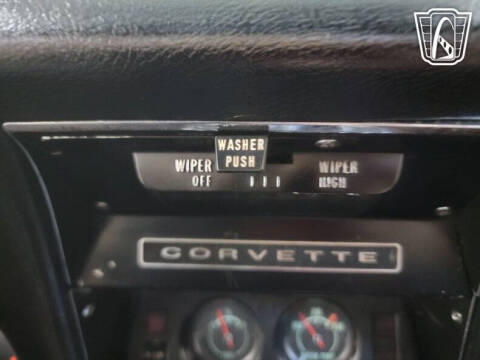 WASHER
PUSH
WIPER
OFF
WIPER
HIGH
CORVETTE